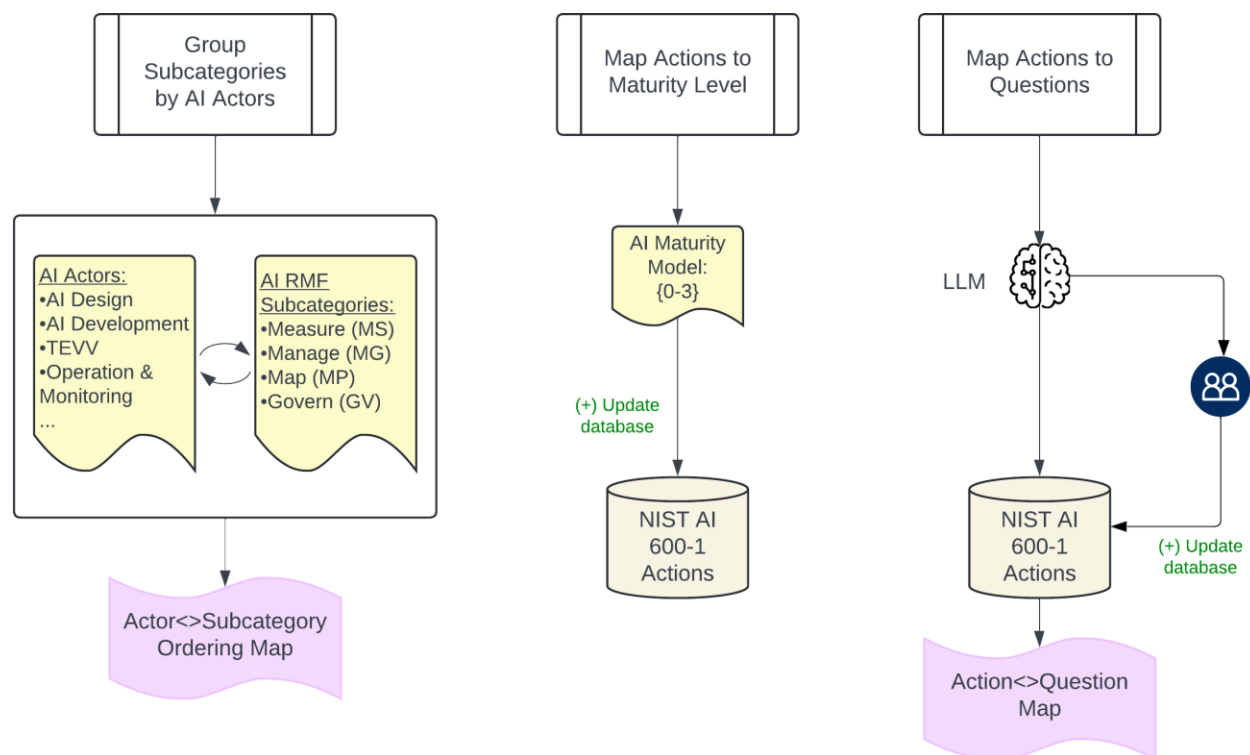 Group
Subcategories
by AI Actors
AI Actors:
•AI Design
•AI Development
•TEVV
•Operation &
Monitoring
...
AI RMF
Subcategories:
•Measure (MS)
•Manage (MG)
•Map (MP)
•Govern (GV)
Actor<>Subcategory
Ordering Map
Map Actions to
Maturity Level
AI Maturity
Model:
{0-3}
(+) Update
database
NIST AI
600-1
Actions
Map Actions to
Questions
LLM
NIST AI
600-1
Actions
(+) Update
database
Action<>Question
Map